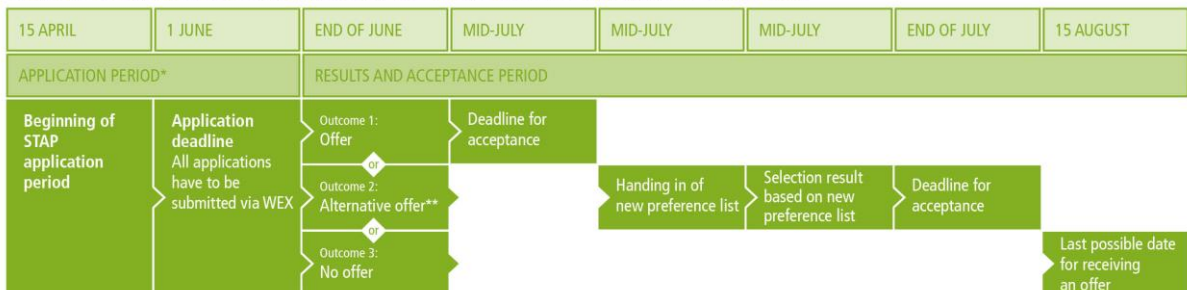 15 APRIL
1 JUNE
END OF JUNE
MID-JULY
MID-JULY
MID-JULY
END OF JULY
15 AUGUST
APPLICATION PERIOD*
RESULTS AND ACCEPTANCE PERIOD
Beginning of
STAP
application
period
Application
deadline
All applications
have to be
submitted via WEX
Outcome 1:
Offer
or
Outcome 2:
Alternative offer**
or
Outcome 3:
No offer
Deadline for
acceptance
Handing in of
new preference list
Selection result
based on new
preference list
Deadline for
acceptance
Last possible date
for receiving
an offer